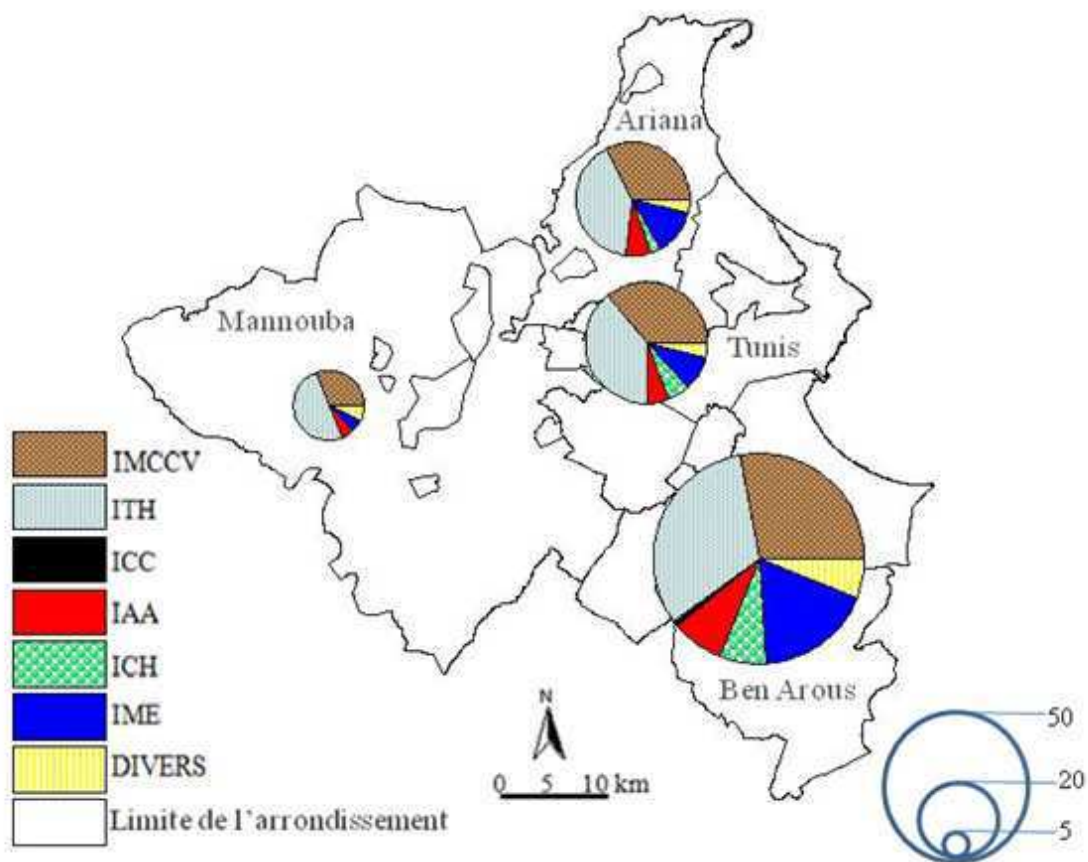 Ariana
Mannouba
Tunis
IMCCV
ITH
ICC
IAA
ICH
IME
DIVERS
Limite de l'arrondissement
Ben Arous
N
0 5 10 km
50
20
5